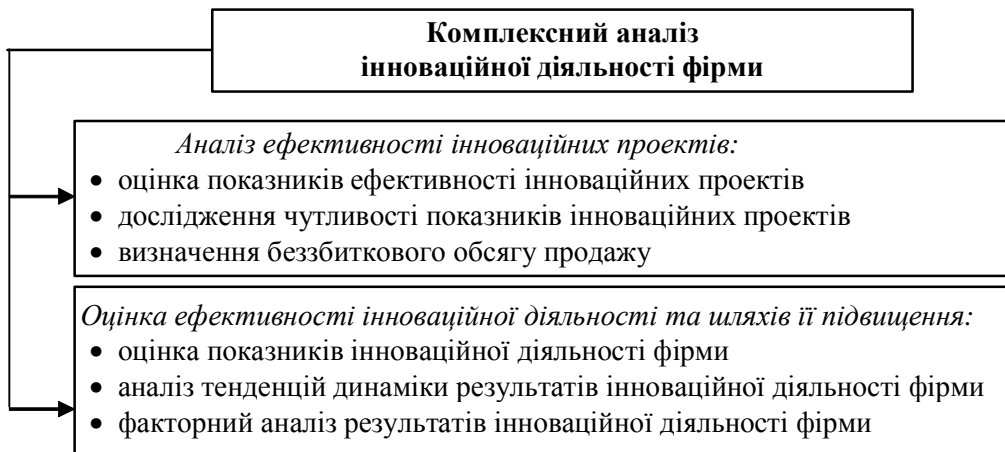 Комплексний аналіз
інноваційної діяльності фірми
Аналіз ефективності інноваційних проектів:
• оцінка показників ефективності інноваційних проектів
• дослідження чутливості показників інноваційних проектів
• визначення беззбиткового обсягу продажу
Оцінка ефективності інноваційної діяльності та шляхів її підвищення:
• оцінка показників інноваційної діяльності фірми
• аналіз тенденцій динаміки результатів інноваційної діяльності фірми
• факторний аналіз результатів інноваційної діяльності фірми